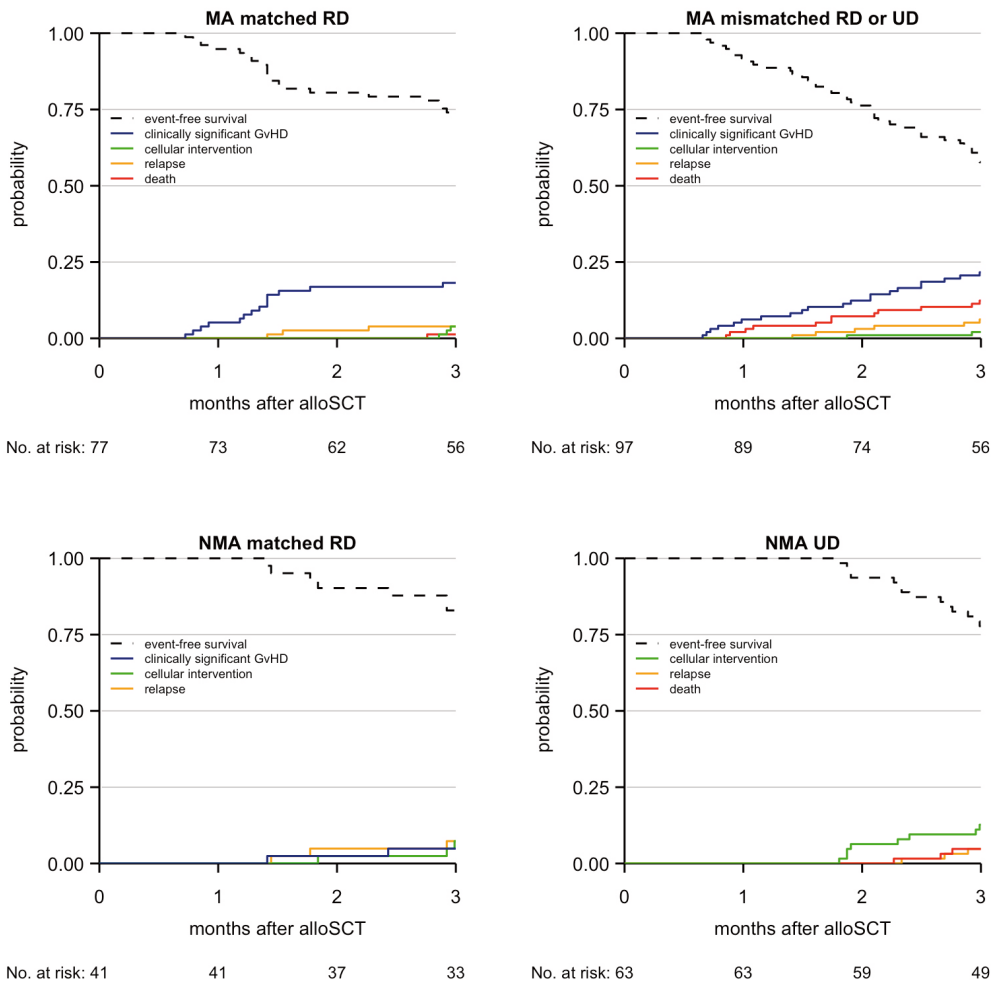 MA matched RD
1.00
0.75
0.50
0.25
0.00
probability
event-free survival
clinically significant GvHD
cellular intervention
relapse
death
0 1 2 3
months after alloSCT
No. at risk: 77 73 62 56
MA mismatched RD or UD
1.00
0.75
0.50
0.25
0.00
probability
event-free survival
clinically significant GvHD
cellular intervention
relapse
death
0 1 2 3
months after alloSCT
No. at risk: 97 89 74 56
NMA matched RD
1.00
0.75
0.50
0.25
0.00
probability
event-free survival
clinically significant GvHD
cellular intervention
relapse
0 1 2 3
months after alloSCT
No. at risk: 41 41 37 33
NMA UD
1.00
0.75
0.50
0.25
0.00
probability
event-free survival
cellular intervention
relapse
death
0 1 2 3
months after alloSCT
No. at risk: 63 63 59 49